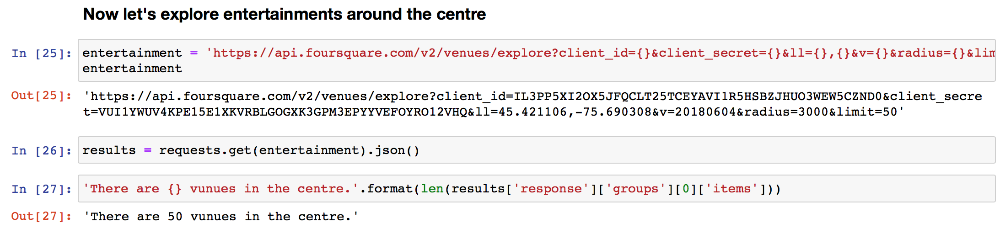 Now let's explore entertainments around the centre
In [25]: entertainment = 'https://api.foursquare.com/v2/venues/explore?client_id={}&client_secret={}&ll={},{}&v={}&radius={}&lim
entertainment
Out[25]: 'https://api.foursquare.com/v2/venues/explore?client_id=IL3PP5XI2OX5JFQCLT25TCEYAVI1R5HSBZJHUO3WEW5CZND0&client_secre
t=VUI1YWUV4KPE15E1XKVRBLGOGXK3GPM3EPYYVEFOYRO12VHQ&ll=45.421106,-75.690308&v=20180604&radius=3000&limit=50'
In [26]: results = requests.get(entertainment).json()
In [27]: 'There are {} vunues in the centre.'.format(len(results['response']['groups'][0]['items']))
Out[27]: 'There are 50 vunues in the centre.'